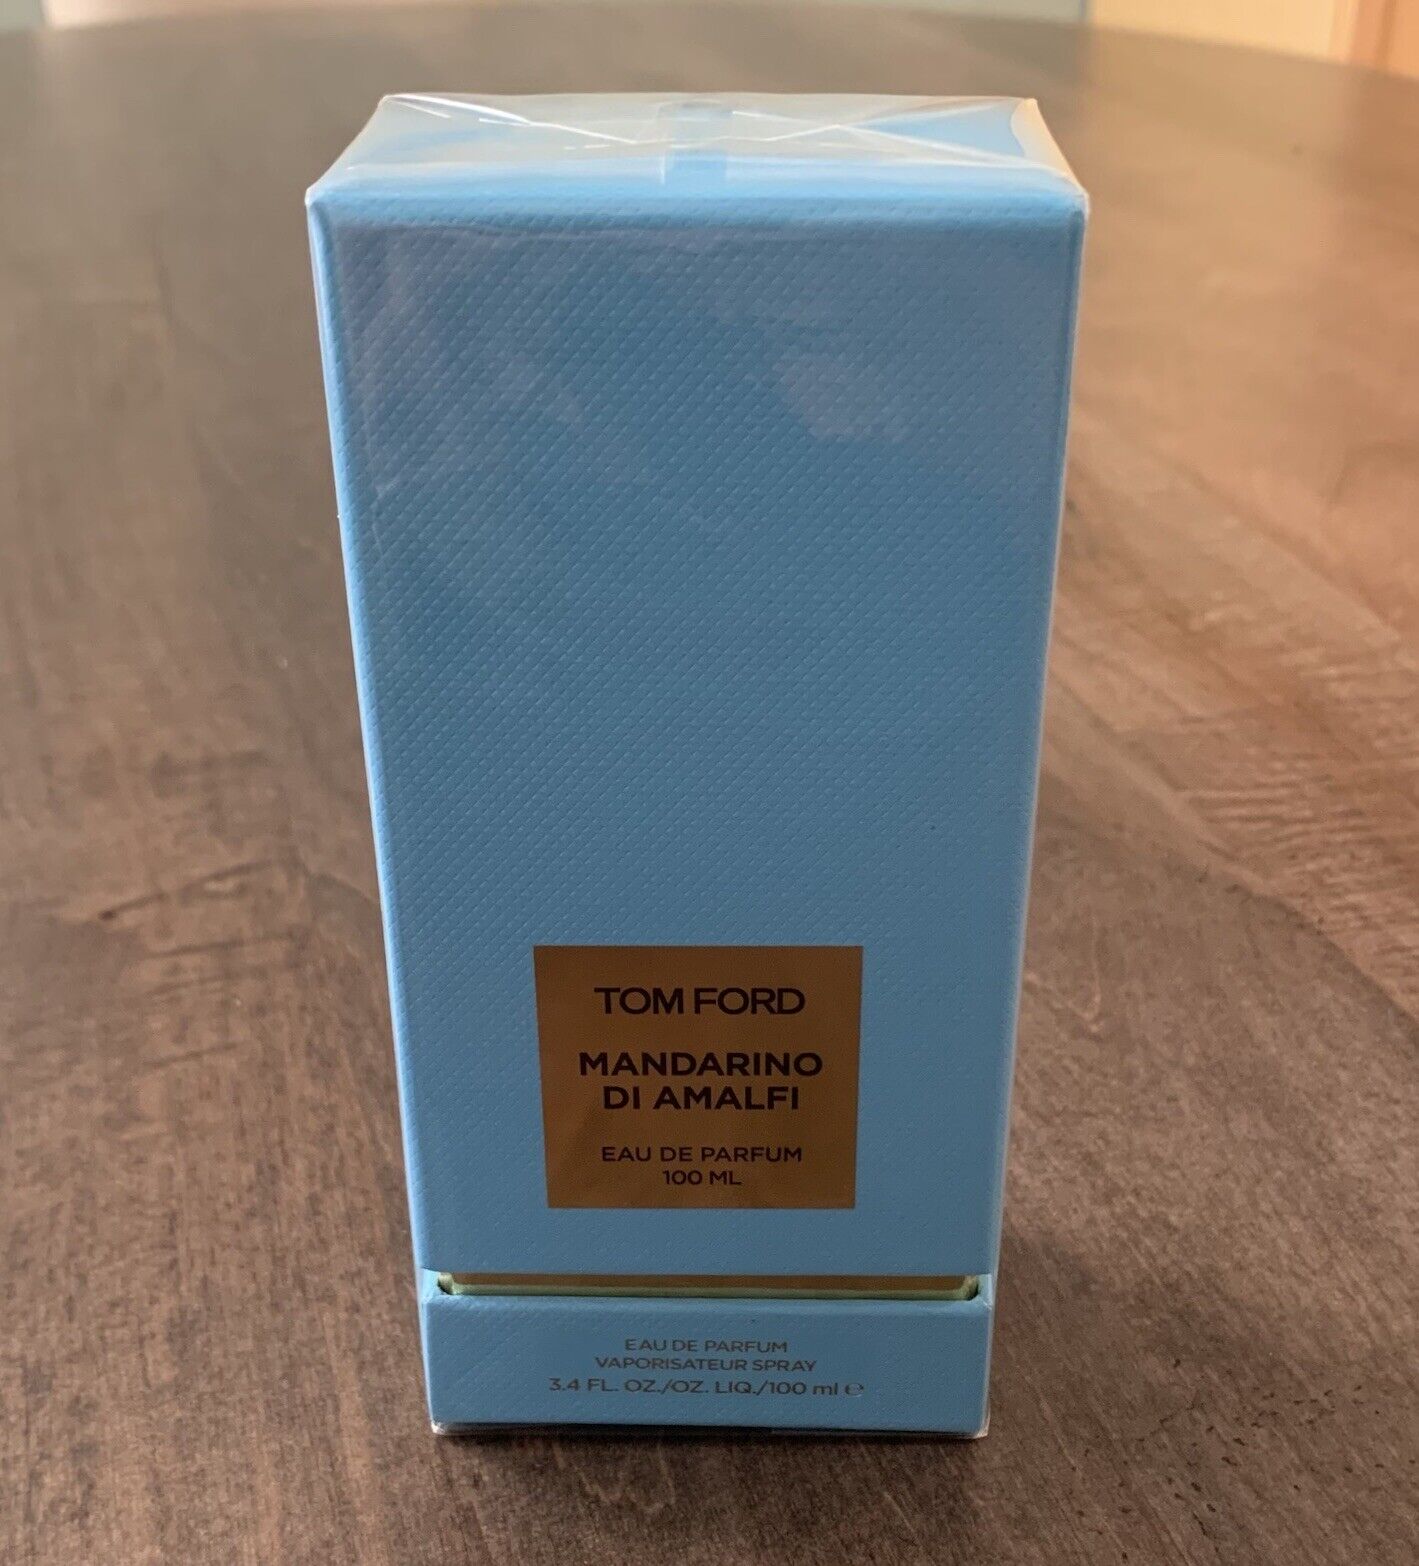 TOM FORD
MANDARINO
DI AMALFI
EAU DE PARFUM
100 ML
EAU DE PARFUM
VAPORISATEUR SPRAY
3.4 FL. OZ./OZ. LIQ./100 ml ℮